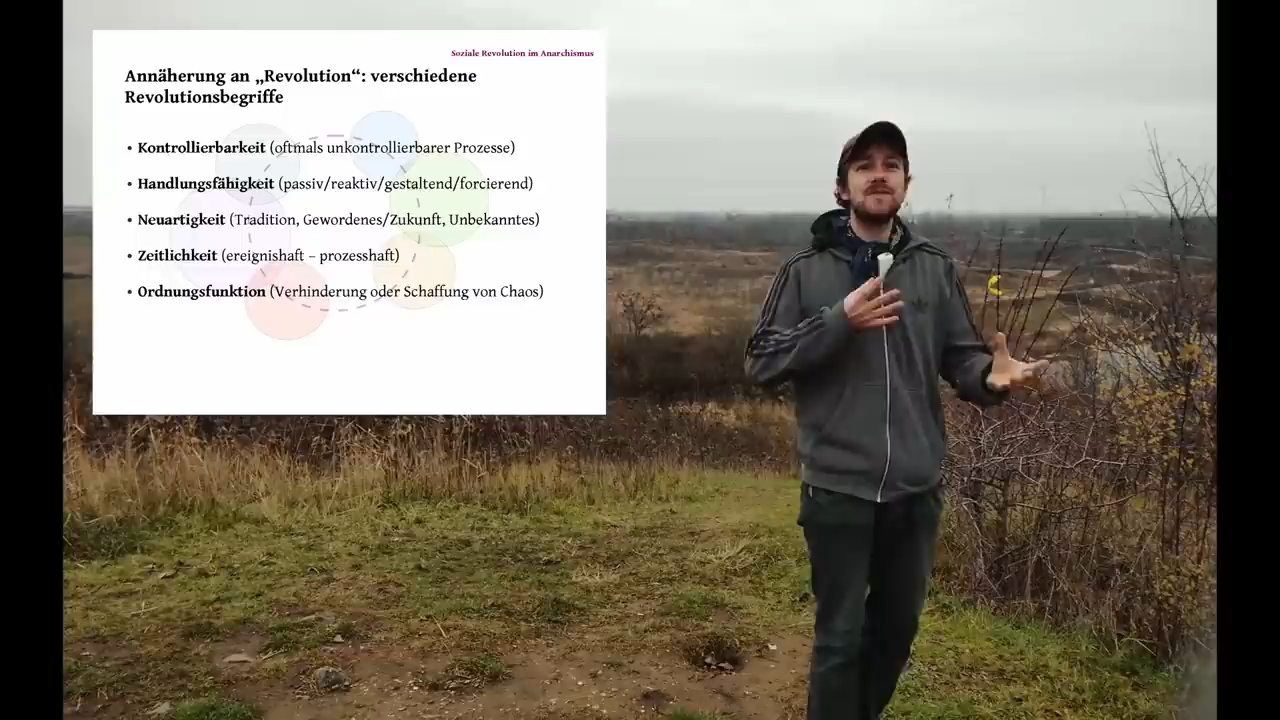 Soziale Revolution im Anarchismus
Annäherung an „Revolution“: verschiedene
Revolutionsbegriffe
• Kontrollierbarkeit (oftmals unkontrollierbarer Prozesse)
• Handlungsfähigkeit (passiv/reaktiv/gestaltend/forcierend)
• Neuartigkeit (Tradition, Gewordenes/Zukunft, Unbekanntes)
• Zeitlichkeit (ereignishaft – prozesshaft)
• Ordnungsfunktion (Verhinderung oder Schaffung von Chaos)